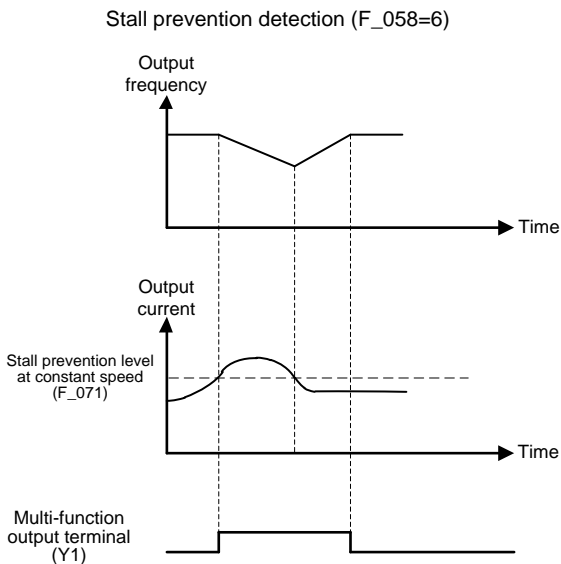 Stall prevention detection (F_058=6)
Output
frequency
Time
Output
current
Stall prevention level
at constant speed
(F_071)
Time
Multi-function
output terminal
(Y1)